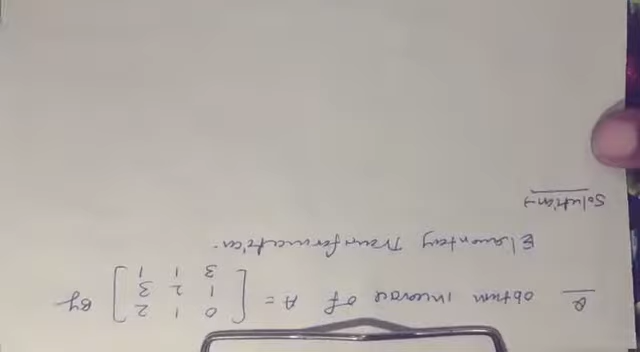 Q obtain inverse of A = [ 0 1 2
1 2 3
3 1 1 ] By
Elementary Transformation.
Solution→